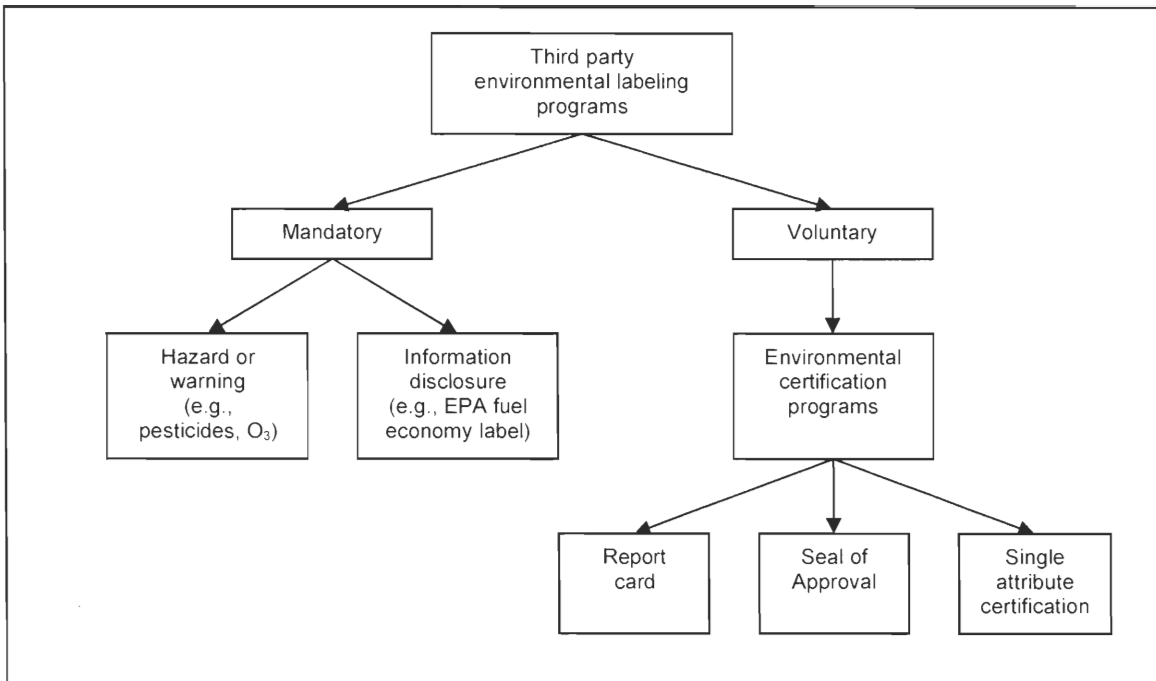 Third party
environmental labeling
programs
Mandatory
Voluntary
Hazard or
warning
(e.g.,
pesticides, O₃)
Information
disclosure
(e.g., EPA fuel
economy label)
Environmental
certification
programs
Report
card
Seal of
Approval
Single
attribute
certification